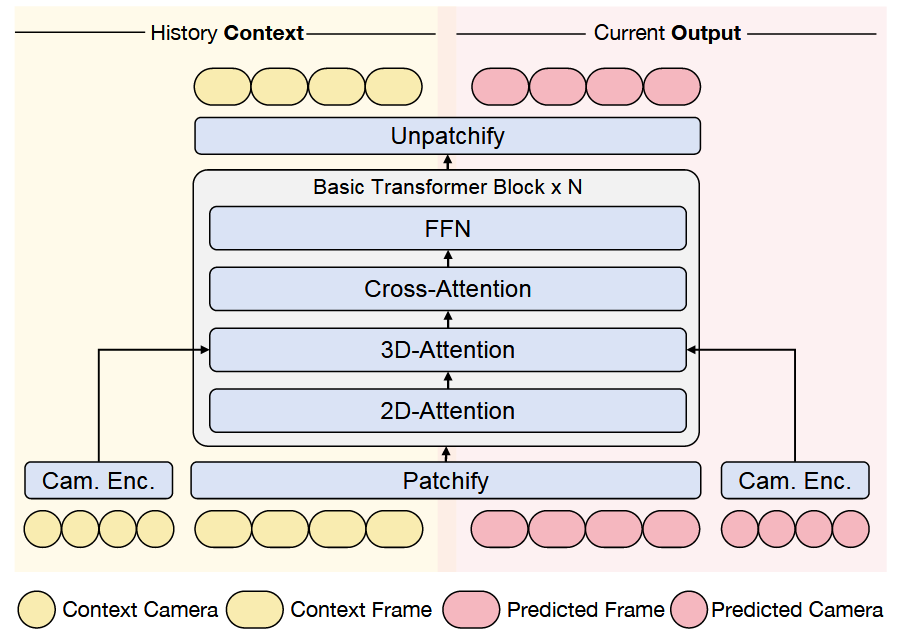 History Context
Current Output
Unpatchify
Basic Transformer Block x N
FFN
Cross-Attention
3D-Attention
2D-Attention
Cam. Enc.
Patchify
Cam. Enc.
Context Camera
Context Frame
Predicted Frame
Predicted Camera